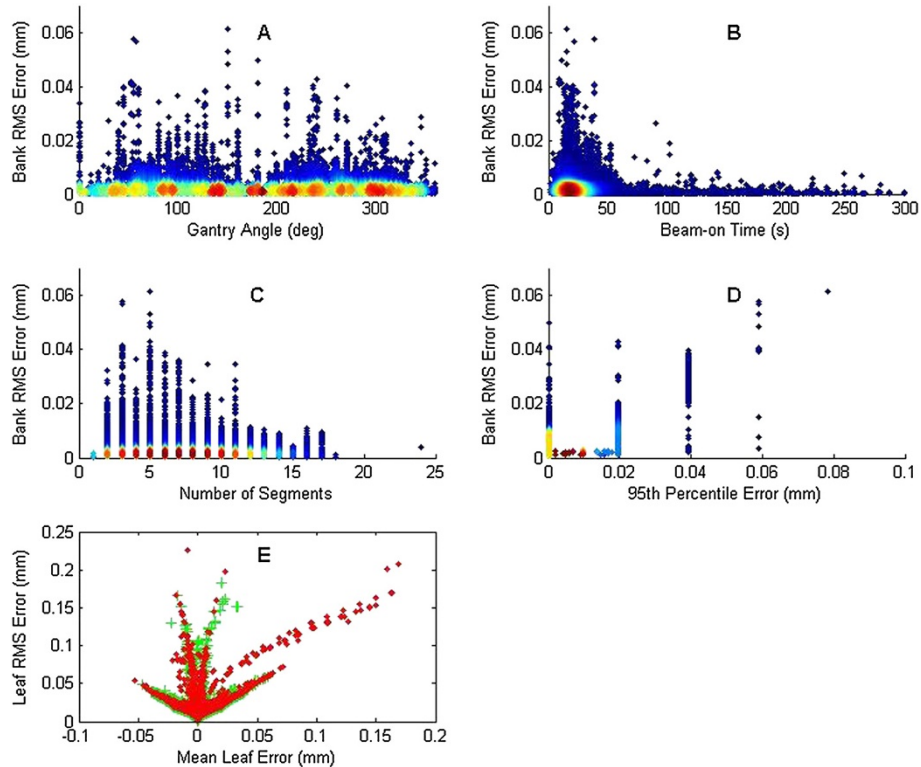 A
Bank RMS Error (mm)
0.06
0.04
0.02
0
0 100 200 300
Gantry Angle (deg)
B
Bank RMS Error (mm)
0.06
0.04
0.02
0
0 50 100 150 200 250 300
Beam-on Time (s)
C
Bank RMS Error (mm)
0.06
0.04
0.02
0
0 5 10 15 20 25
Number of Segments
D
Bank RMS Error (mm)
0.06
0.04
0.02
0
0 0.02 0.04 0.06 0.08 0.1
95th Percentile Error (mm)
E
Leaf RMS Error (mm)
0.25
0.2
0.15
0.1
0.05
0
-0.1 -0.05 0 0.05 0.1 0.15 0.2
Mean Leaf Error (mm)